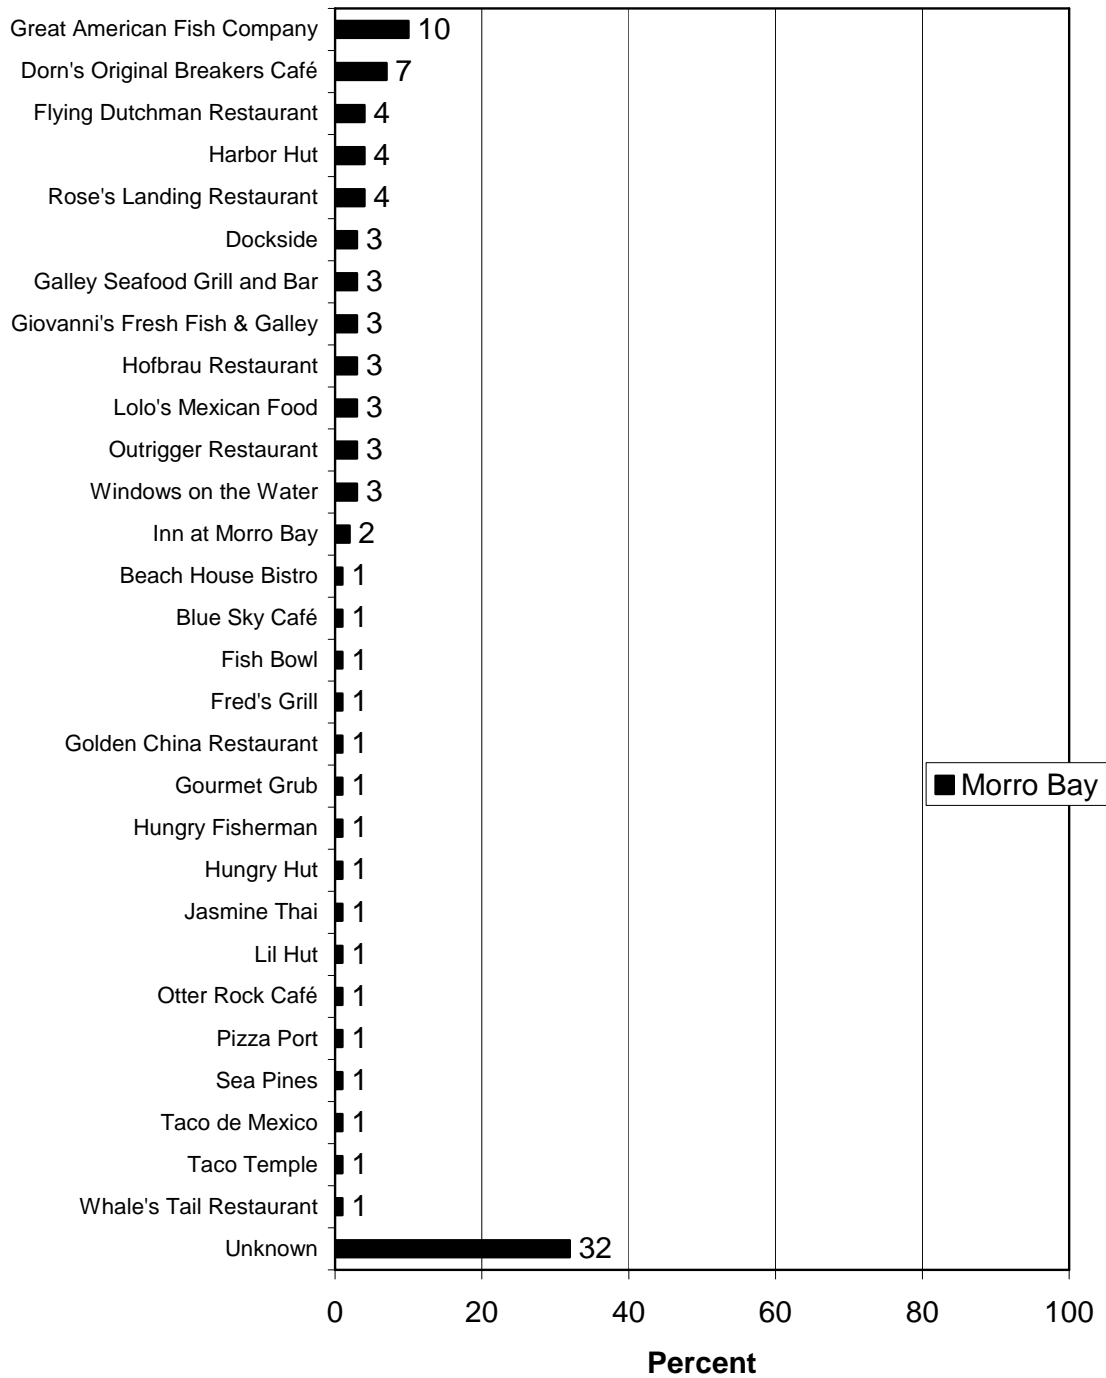 Great American Fish Company 10
Dorn's Original Breakers Café 7
Flying Dutchman Restaurant 4
Harbor Hut 4
Rose's Landing Restaurant 4
Dockside 3
Galley Seafood Grill and Bar 3
Giovanni's Fresh Fish & Galley 3
Hofbrau Restaurant 3
Lolo's Mexican Food 3
Outrigger Restaurant 3
Windows on the Water 3
Inn at Morro Bay 2
Beach House Bistro 1
Blue Sky Café 1
Fish Bowl 1
Fred's Grill 1
Golden China Restaurant 1
Gourmet Grub 1
Morro Bay
Hungry Fisherman 1
Hungry Hut 1
Jasmine Thai 1
Lil Hut 1
Otter Rock Café 1
Pizza Port 1
Sea Pines 1
Taco de Mexico 1
Taco Temple 1
Whale's Tail Restaurant 1
Unknown 32
0 20 40 60 80 100
Percent